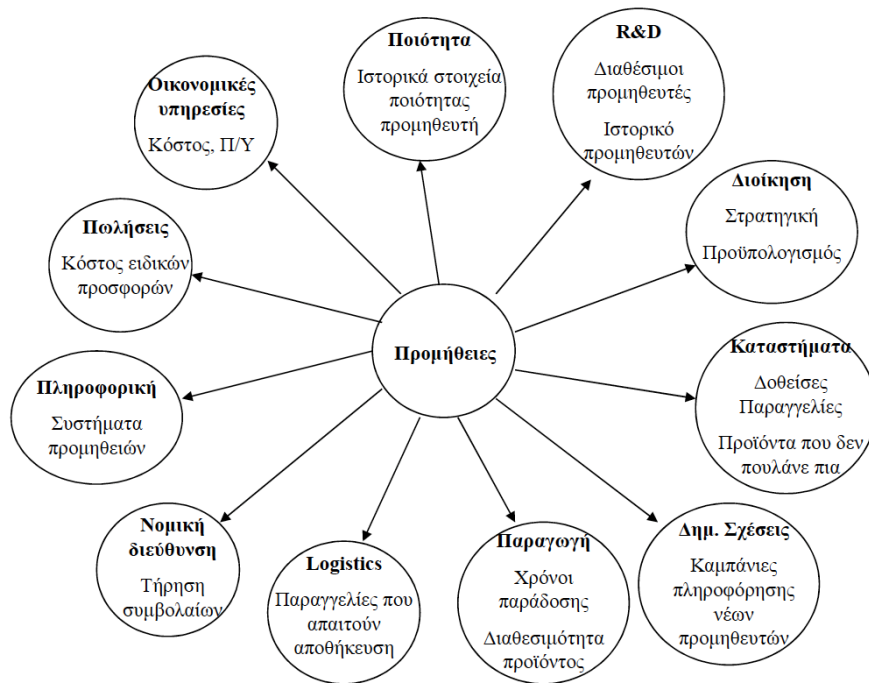 Ποιότητα
Ιστορικά στοιχεία
ποιότητας
προμηθευτή
R&D
Διαθέσιμοι
προμηθευτές
Ιστορικό
προμηθευτών
Οικονομικές
υπηρεσίες
Κόστος, Π/Υ
Διοίκηση
Στρατηγική
Προϋπολογισμός
Πωλήσεις
Κόστος ειδικών
προσφορών
Προμήθειες
Καταστήματα
Δοθείσες
Παραγγελίες
Προϊόντα που δεν
πουλάνε πια
Πληροφορική
Συστήματα
προμηθειών
Νομική
διεύθυνση
Τήρηση
συμβολαίων
Logistics
Παραγγελίες που
απαιτούν
αποθήκευση
Παραγωγή
Χρόνοι
παράδοσης
Διαθεσιμότητα
προϊόντος
Δημ. Σχέσεις
Καμπάνιες
πληροφόρησης
νέων
προμηθευτών